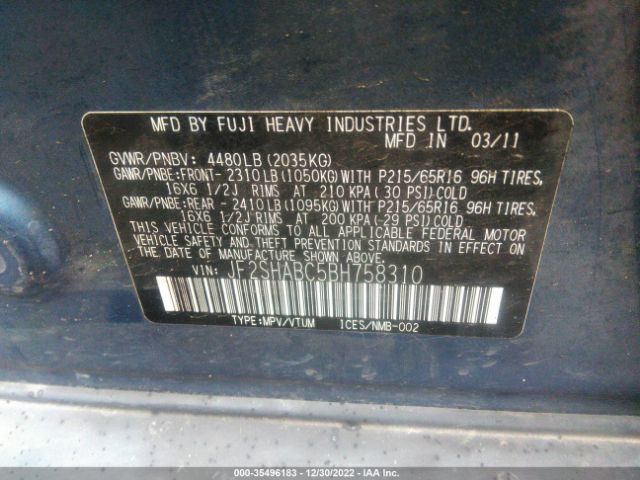 MFD BY FUJI HEAVY INDUSTRIES LTD.
MFD IN 03/11
GVWR/PNBV: 4480LB(2035KG)
GAWR/PNBE:FRONT- 2310LB(1050KG)WITH P215/65R16 96H TIRES,
16X6 1/2J RIMS AT 210 KPA( 30 PSI)COLD
GAWR/PNBE:REAR - 2410LB(1095KG)WITH P215/65R16 96H TIRES,
16X6 1/2J RIMS AT 200 KPA(-29 PSI)COLD
THIS VEHICLE CONFORMS TO ALL APPLICABLE FEDERAL MOTOR
VEHICLE SAFETY AND THEFT PREVENTION STANDARDS IN EFFECT ON
THE DATE OF MANUFACTURE SHOWN ABOVE.
VIN: JF2SHABC5BH758310
TYPE:MPV/VTUM ICES/NMB-002
000-35496183 - 12/30/2022 - IAA Inc.